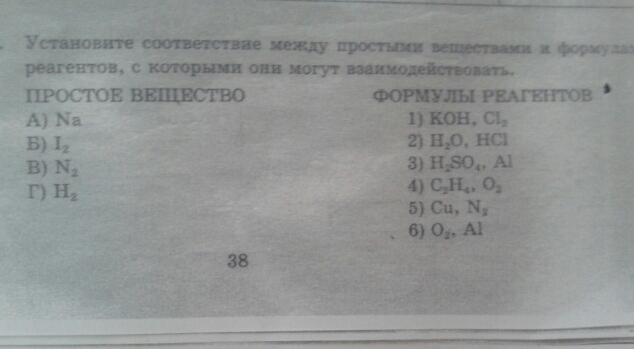 Установите соответствие между простыми веществами и формулам
реагентов, с которыми они могут взаимодействовать.
ПРОСТОЕ ВЕЩЕСТВО ФОРМУЛЫ РЕАГЕНТОВ
А) Na 1) KOH, Cl₂
Б) I₂ 2) H₂O, HCl
В) N₂ 3) H₂SO₄, Al
Г) H₂ 4) C₂H₄, O₂
5) Cu, N₂
6) O₂, Al
38